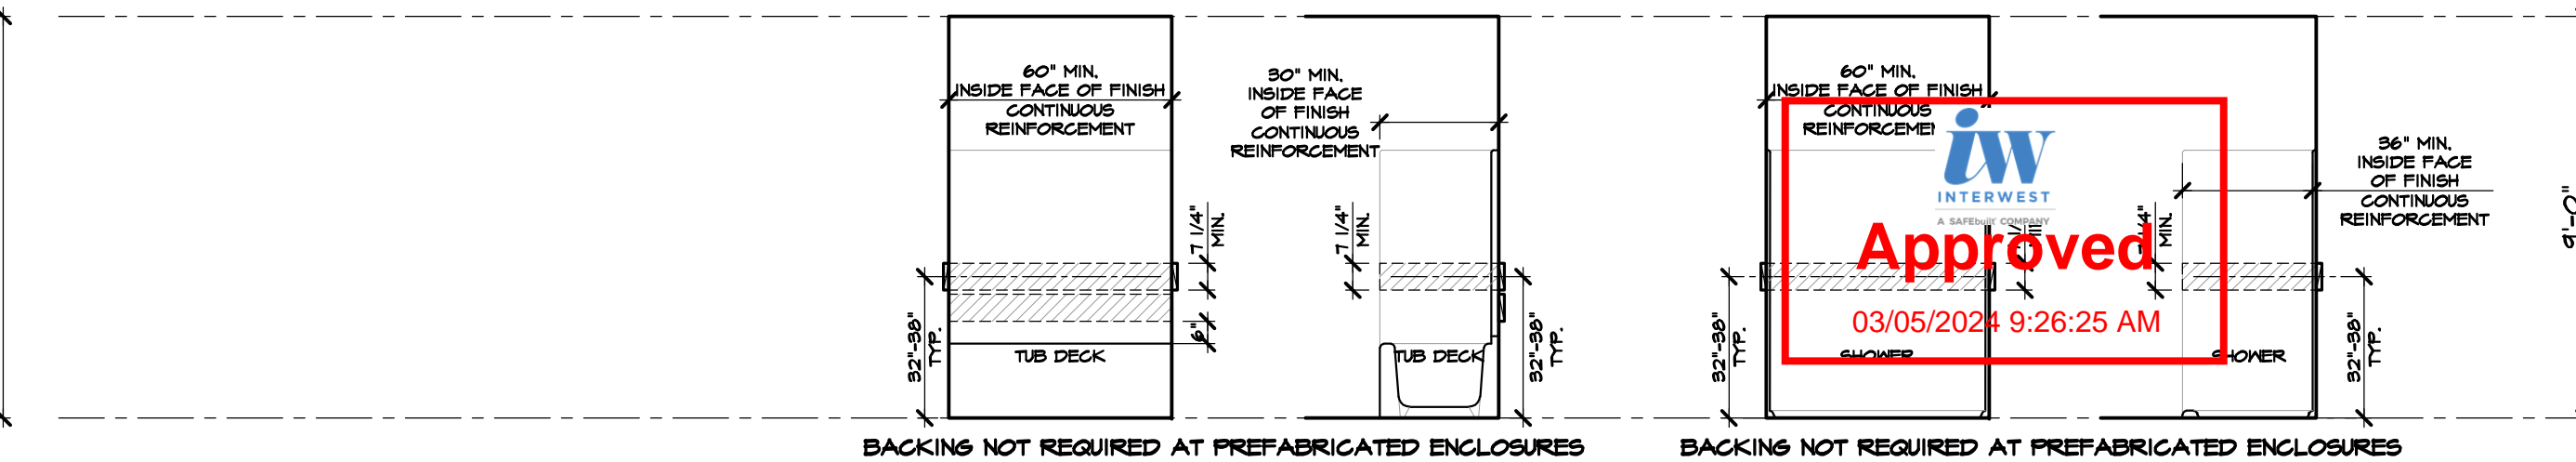 60" MIN.
INSIDE FACE OF FINISH
CONTINUOUS
REINFORCEMENT
7 1/4"
MIN.
6"
32"-38"
TYP.
TUB DECK
30" MIN.
INSIDE FACE
OF FINISH
CONTINUOUS
REINFORCEMENT
7 1/4"
MIN.
32"-38"
TYP.
TUB DECK
BACKING NOT REQUIRED AT PREFABRICATED ENCLOSURES
60" MIN.
INSIDE FACE OF FINISH
CONTINUOUS
REINFORCEMEN
iw
INTERWEST
A SAFEbuilt COMPANY
Approved
03/05/2024 9:26:25 AM
32"-38"
TYP.
SHOWER
MIN.
36" MIN.
INSIDE FACE
OF FINISH
CONTINUOUS
REINFORCEMENT
32"-38"
TYP.
SHOWER
BACKING NOT REQUIRED AT PREFABRICATED ENCLOSURES
9'-0"